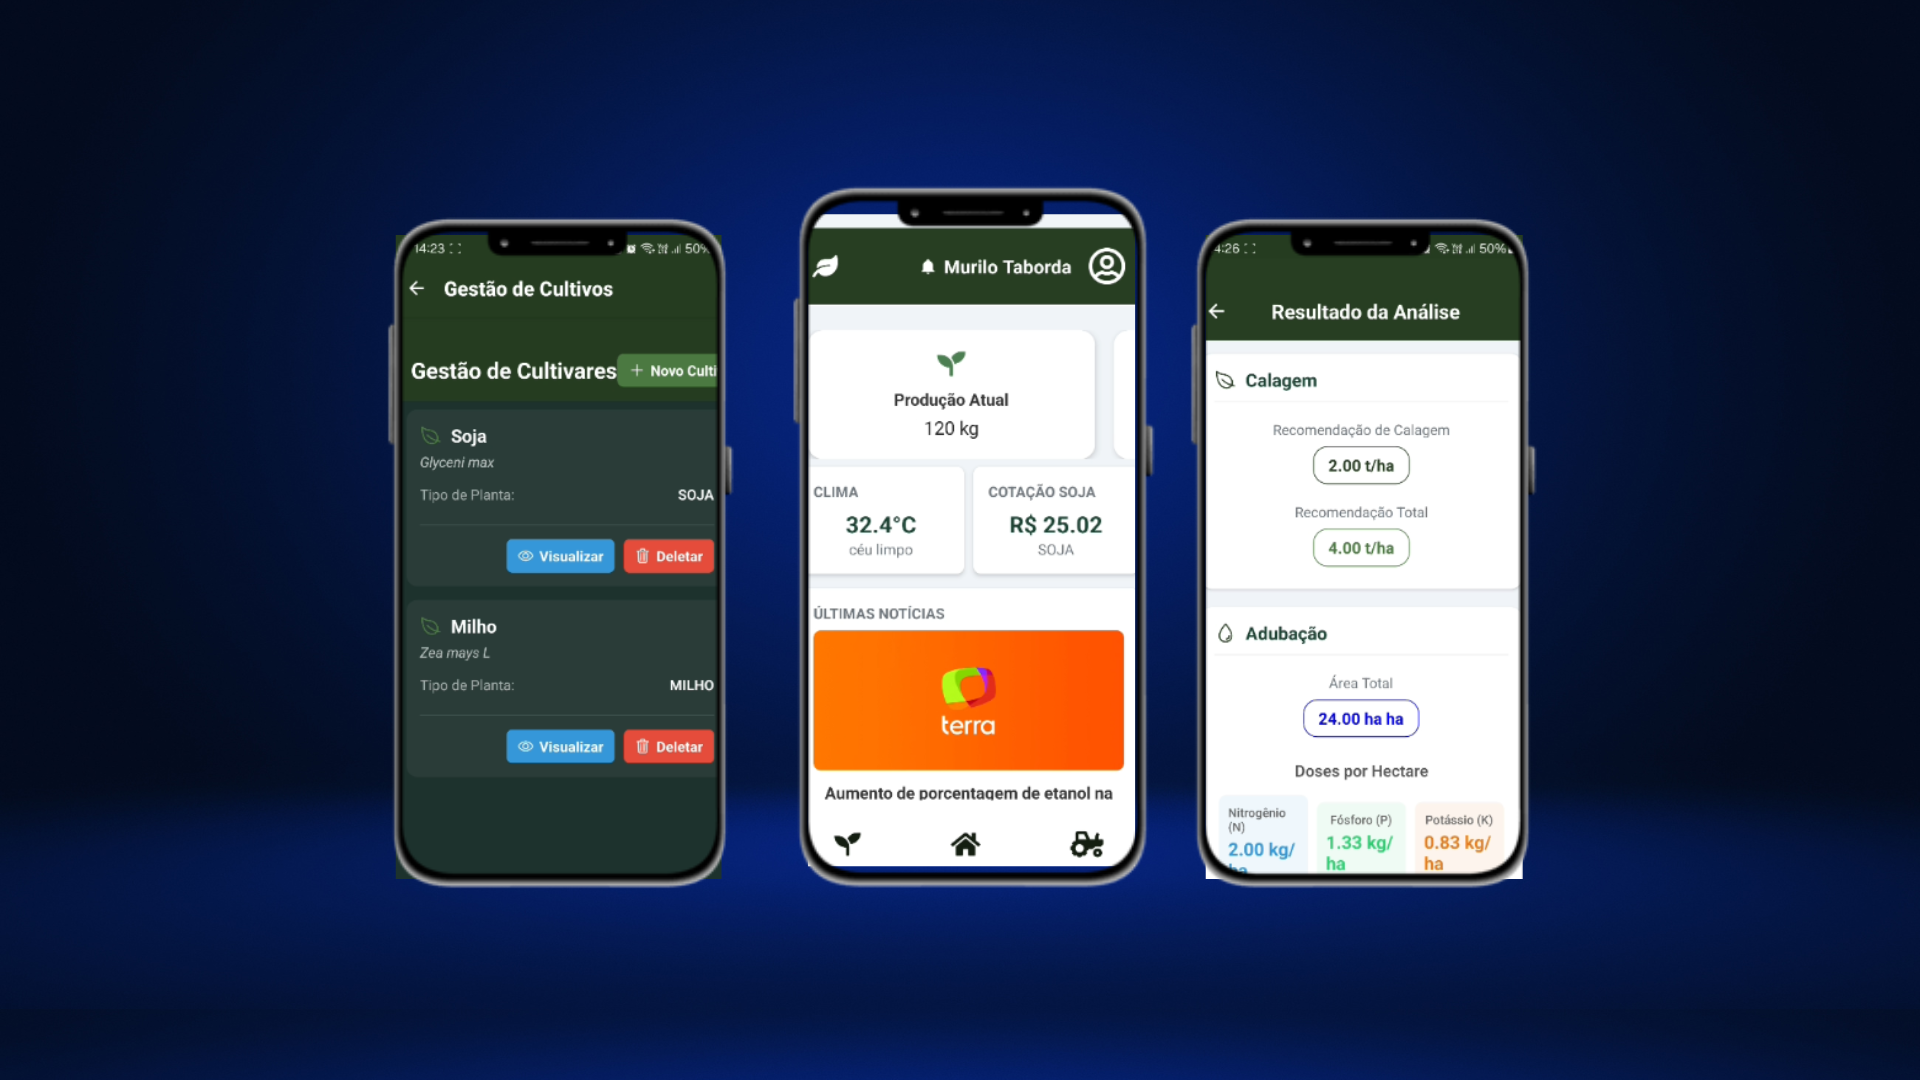 14:23
50%
Gestão de Cultivos
Gestão de Cultivares
+ Novo Culti
Soja
Glyceni max
Tipo de Planta:
SOJA
Visualizar
Deletar
Milho
Zea mays L
Tipo de Planta:
MILHO
Visualizar
Deletar
Murilo Taborda
Produção Atual
120 kg
CLIMA
32.4°C
céu limpo
COTAÇÃO SOJA
R$ 25.02
SOJA
ÚLTIMAS NOTÍCIAS
terra
Aumento de porcentagem de etanol na
4:26
50%
Resultado da Análise
Calagem
Recomendação de Calagem
2.00 t/ha
Recomendação Total
4.00 t/ha
Adubação
Área Total
24.00 ha ha
Doses por Hectare
Nitrogênio
(N)
2.00 kg/
ha
Fósforo (P)
1.33 kg/
ha
Potássio (K)
0.83 kg/
ha